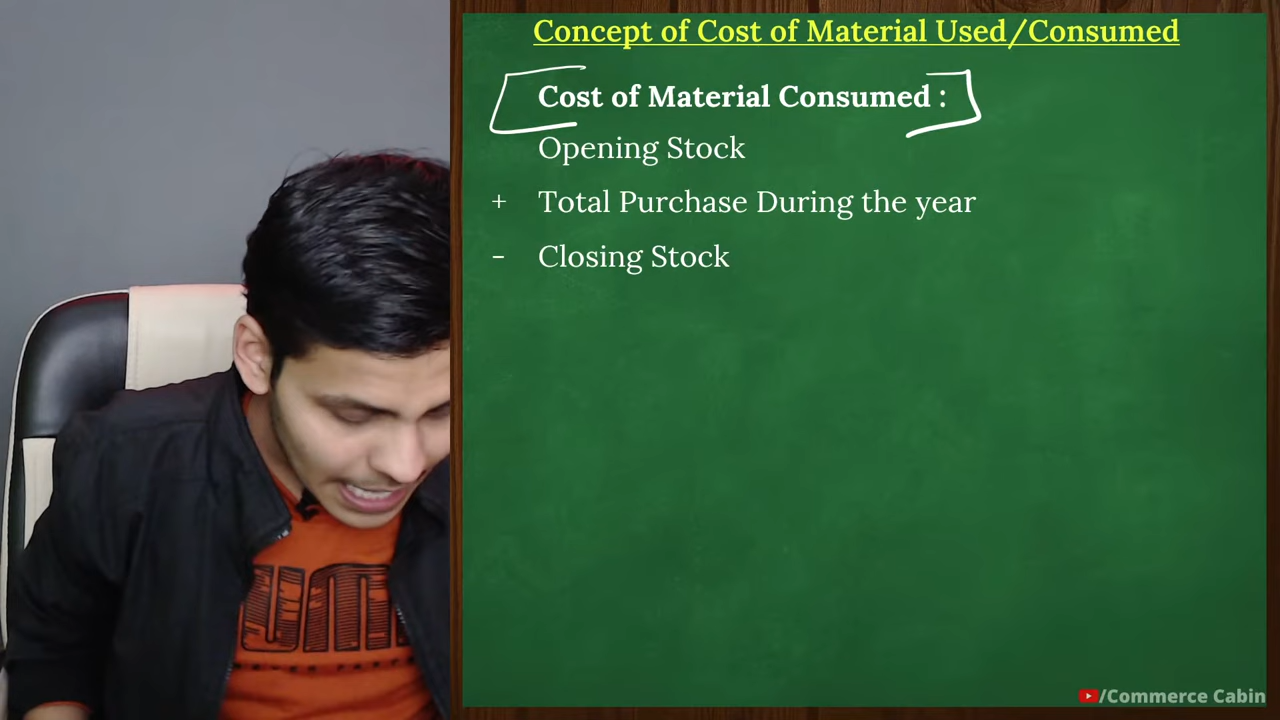 Concept of Cost of Material Used/Consumed
Cost of Material Consumed :
Opening Stock
+ Total Purchase During the year
- Closing Stock
/Commerce Cabin